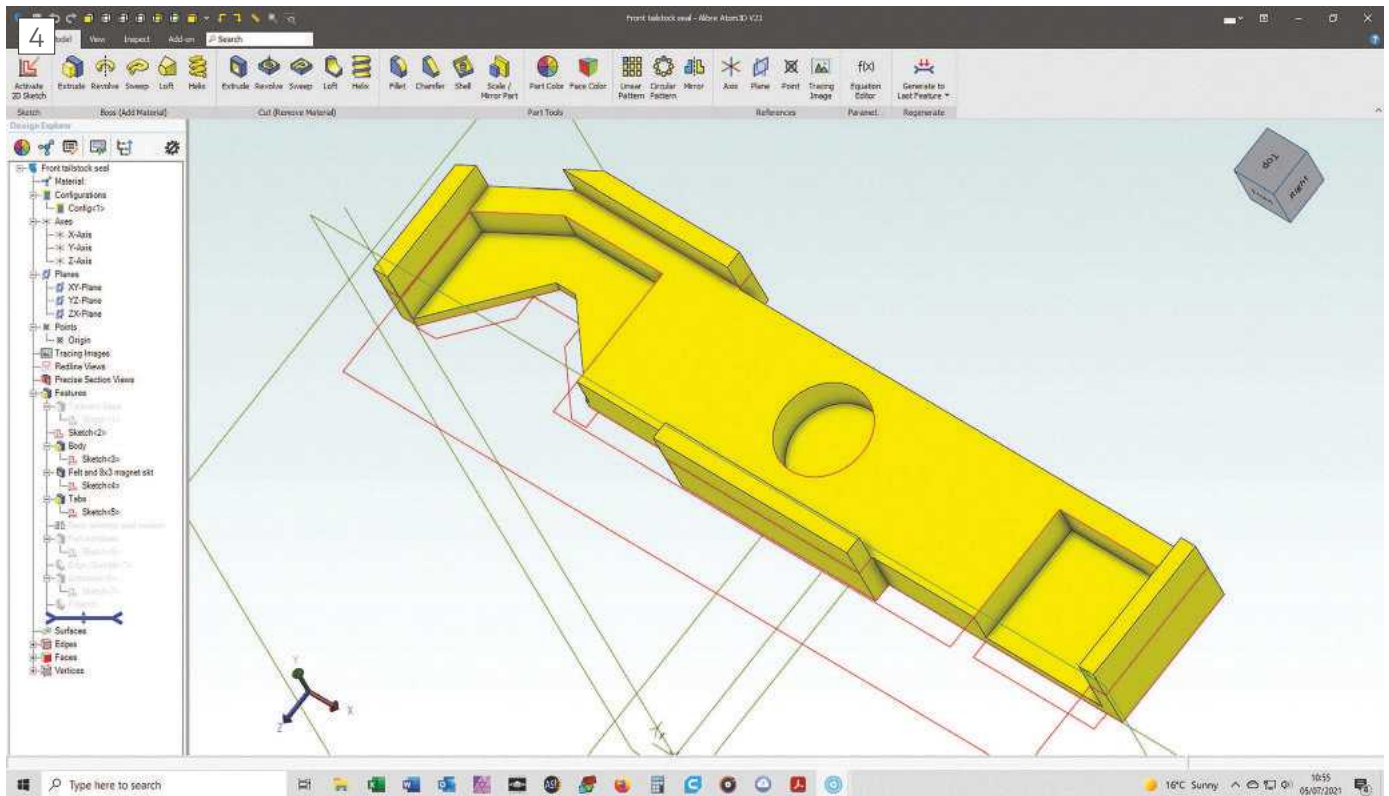 4
Front tailstock seal - Alibre Atom3D V23
Model View Inspect Add-on Search
Activate 2D Sketch
Extrude Revolve Sweep Loft Helix
Extrude Revolve Sweep Loft Helix
Fillet Chamfer Shell Scale / Mirror Part
Part Color Face Color
Linear Pattern Circular Pattern Mirror
Axis Plane Point Tracing Image
f(x) Equation Editor
Generate to Last Feature
Sketch Boss (Add Material) Cut (Remove Material) Part Tools References Paramet... Regenerate
Design Explorer
Front tailstock seal
Material:
Configurations
Config<1>
Axes
X-Axis
Y-Axis
Z-Axis
Planes
XY-Plane
YZ-Plane
ZX-Plane
Points
Origin
Tracing Images
Redline Views
Precise Section Views
Features
Sketch<2>
Body
Sketch<3>
Felt and 8x3 magnet skt
Sketch<4>
Tabs
Sketch<5>
Surfaces
Edges
Faces
Vertices
Top
Right
Y
X
Z
Type here to search
16°C Sunny
10:55
05/07/2021